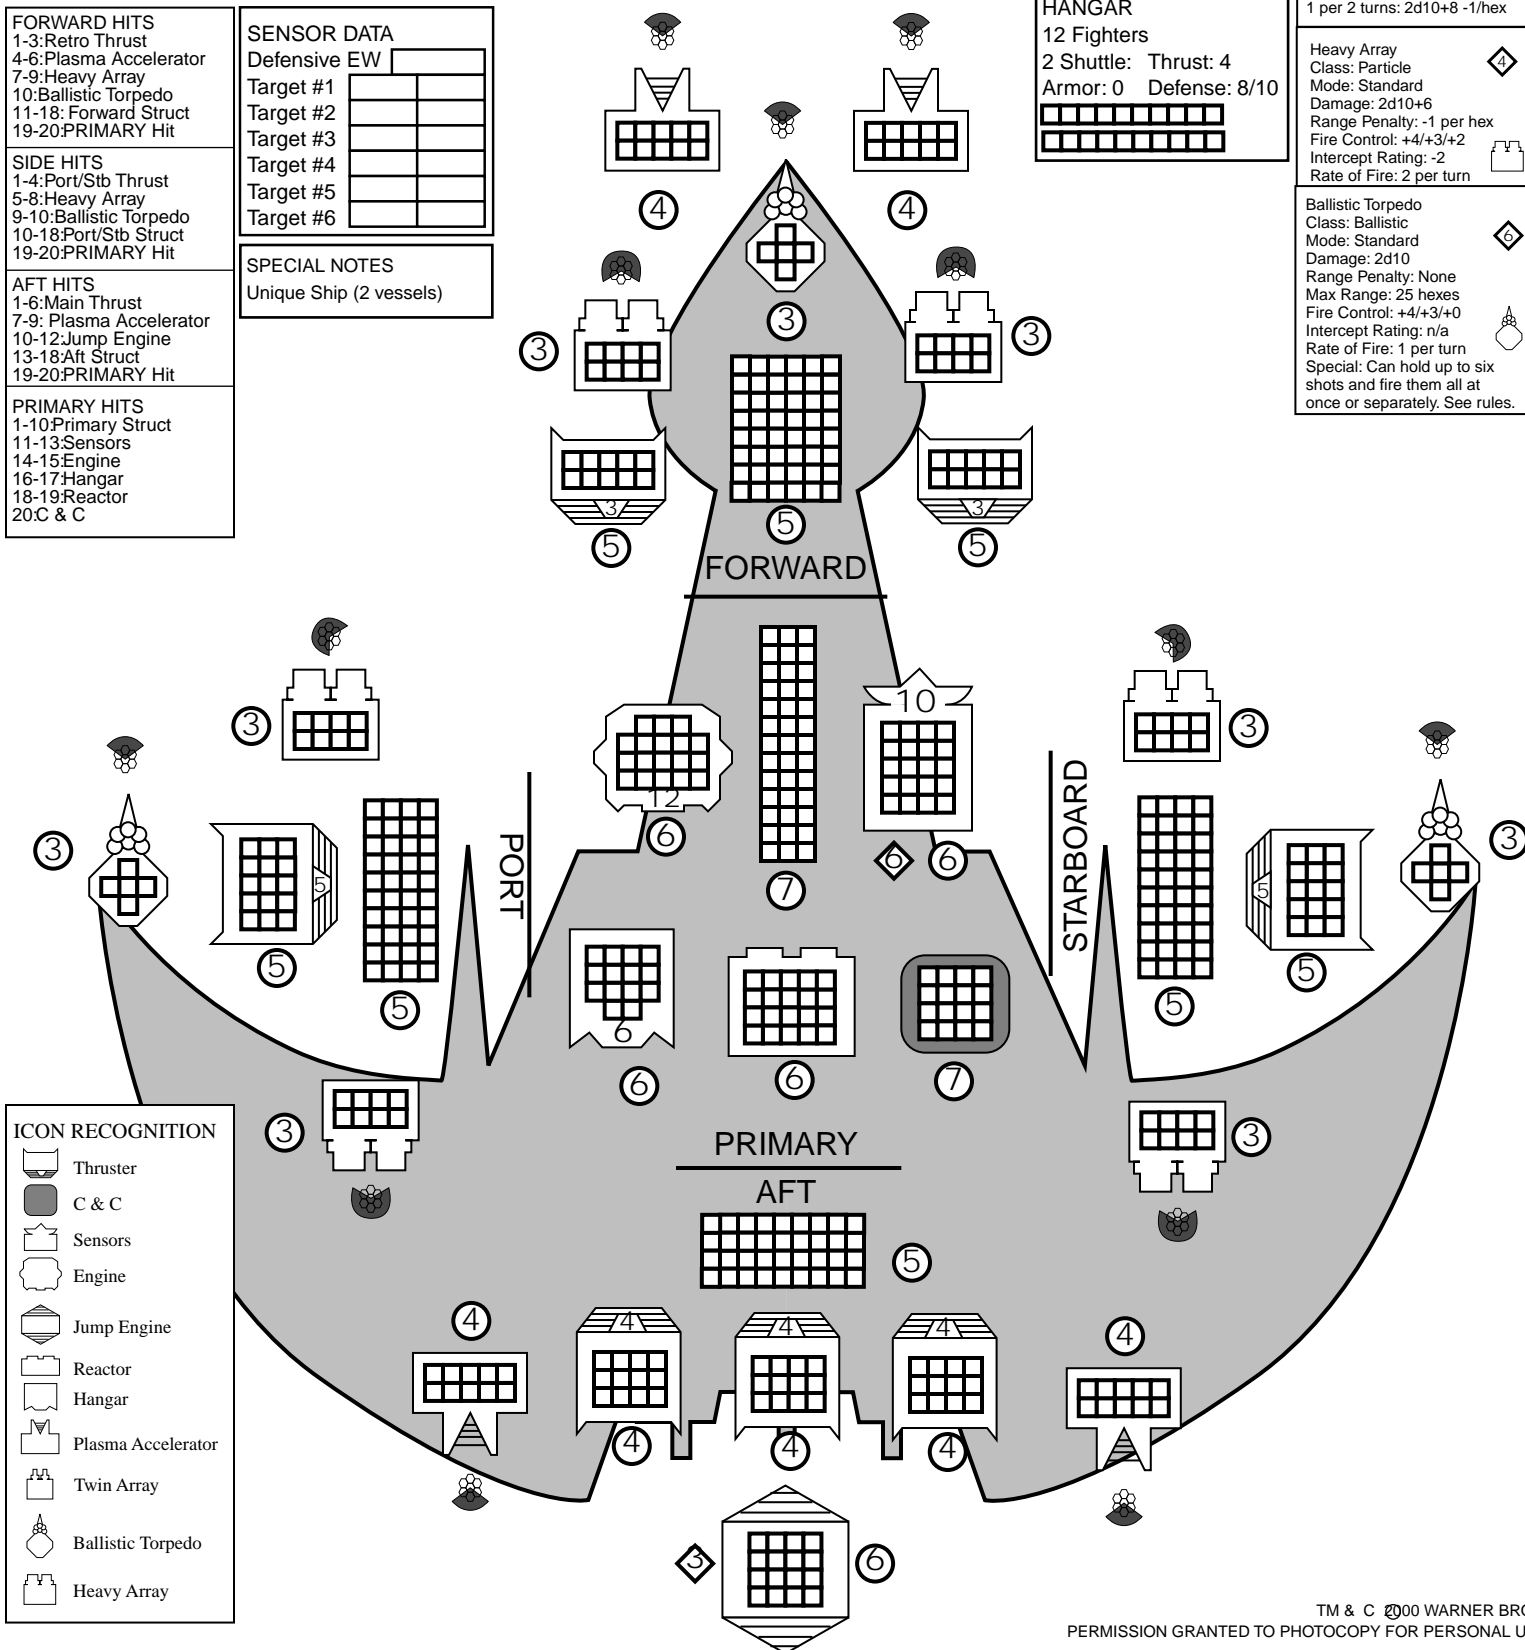 FORWARD HITS
1-3:Retro Thrust
4-6:Plasma Accelerator
7-9:Heavy Array
10:Ballistic Torpedo
11-18: Forward Struct
19-20:PRIMARY Hit
SIDE HITS
1-4:Port/Stb Thrust
5-8:Heavy Array
9-10:Ballistic Torpedo
10-18:Port/Stb Struct
19-20:PRIMARY Hit
AFT HITS
1-6:Main Thrust
7-9: Plasma Accelerator
10-12:Jump Engine
13-18:Aft Struct
19-20:PRIMARY Hit
PRIMARY HITS
1-10:Primary Struct
11-13:Sensors
14-15:Engine
16-17:Hangar
18-19:Reactor
20:C & C
SENSOR DATA
Defensive EW
Target #1
Target #2
Target #3
Target #4
Target #5
Target #6
SPECIAL NOTES
Unique Ship (2 vessels)
HANGAR
12 Fighters
2 Shuttle: Thrust: 4
Armor: 0 Defense: 8/10
1 per 2 turns: 2d10+8 -1/hex
Heavy Array
4
Class: Particle
Mode: Standard
Damage: 2d10+6
Range Penalty: -1 per hex
Fire Control: +4/+3/+2
Intercept Rating: -2
Rate of Fire: 2 per turn
Ballistic Torpedo
Class: Ballistic
6
Mode: Standard
Damage: 2d10
Range Penalty: None
Max Range: 25 hexes
Fire Control: +4/+3/+0
Intercept Rating: n/a
Rate of Fire: 1 per turn
Special: Can hold up to six
shots and fire them all at
once or separately. See rules.
4 4
3
3 3
3 3
5 5 5
FORWARD
3 10 3
12
6 6 6
3 3
7
PORT
STARBOARD
5 5
5 5
5 5
6
6 6 7
3 3
PRIMARY
AFT
5
4 4
4 4 4
4 4 4
3 6
ICON RECOGNITION
Thruster
C & C
Sensors
Engine
Jump Engine
Reactor
Hangar
Plasma Accelerator
Twin Array
Ballistic Torpedo
Heavy Array
TM & C 2000 WARNER BRO
PERMISSION GRANTED TO PHOTOCOPY FOR PERSONAL U